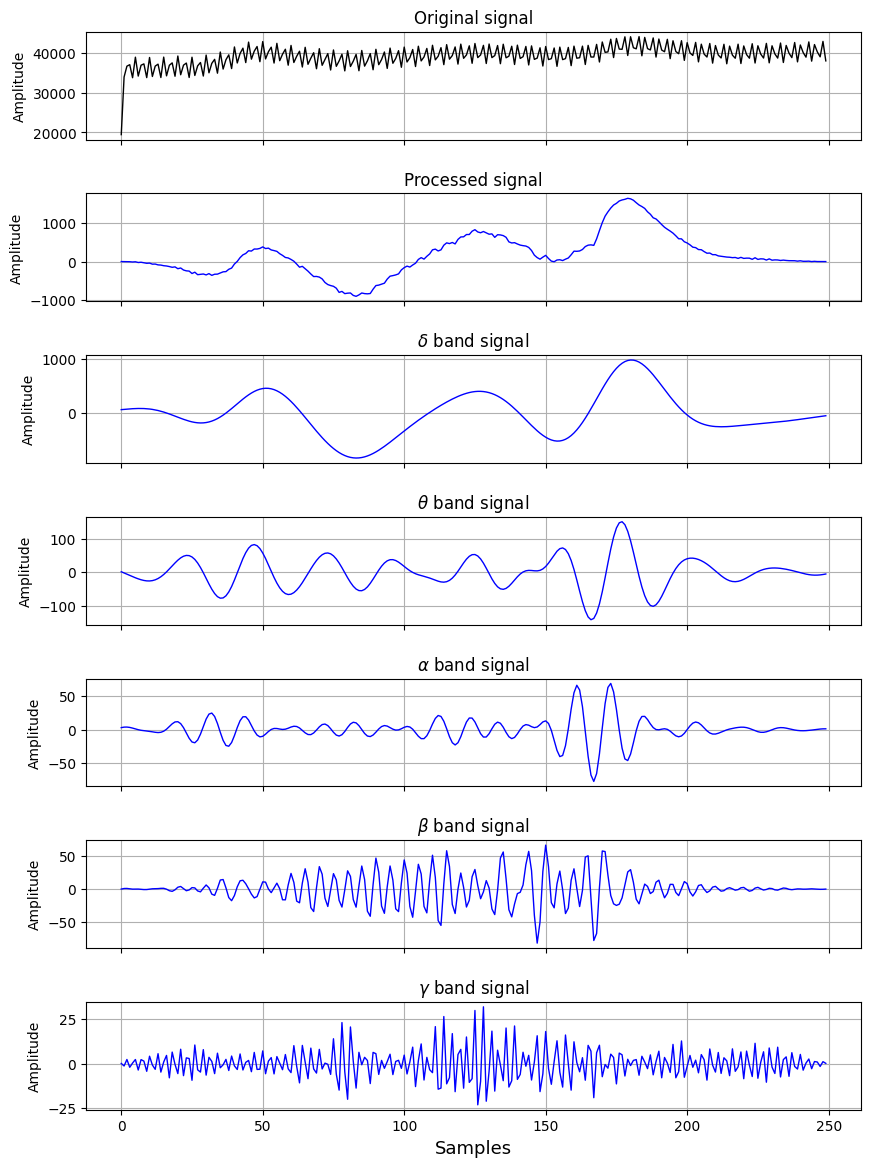 Original signal
Amplitude
40000
30000
20000
Processed signal
Amplitude
1000
0
−1000
δ band signal
Amplitude
1000
0
θ band signal
Amplitude
100
0
−100
α band signal
Amplitude
50
0
−50
β band signal
Amplitude
50
0
−50
γ band signal
Amplitude
25
0
−25
0 50 100 150 200 250
Samples